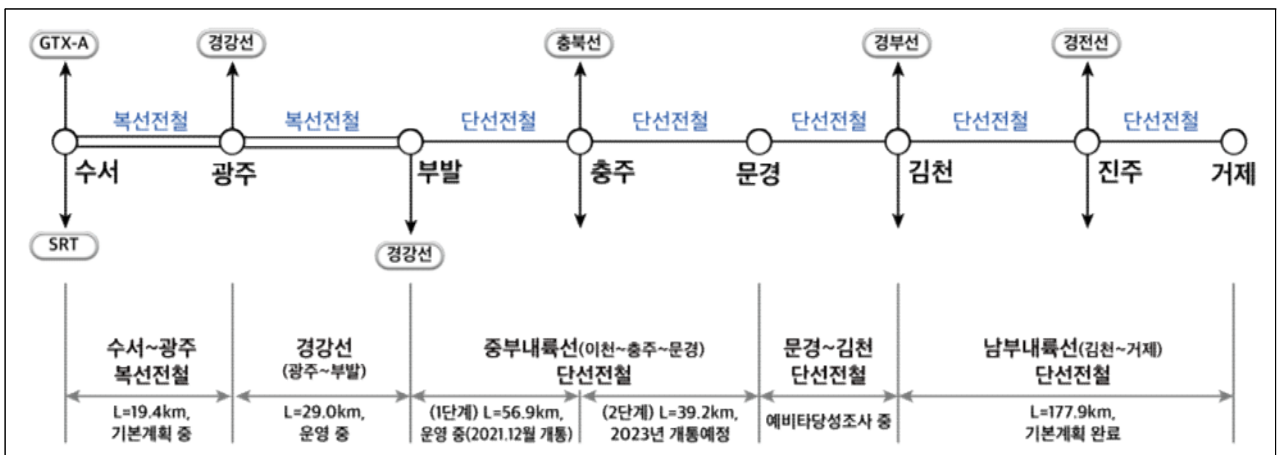 GTX-A
경강선
충북선
경부선
경전선
복선전철
복선전철
단선전철
단선전철
단선전철
단선전철
단선전철
수서
광주
부발
충주
문경
김천
진주
거제
SRT
경강선
수서~광주
복선전철
L=19.4km,
기본계획 중
경강선
(광주~부발)
L=29.0km,
운영 중
중부내륙선(이천~충주~문경)
단선전철
(1단계) L=56.9km,
운영 중(2021.12월 개통)
(2단계) L=39.2km,
2023년 개통예정
문경~김천
단선전철
예비타당성조사 중
남부내륙선(김천~거제)
단선전철
L=177.9km,
기본계획 완료